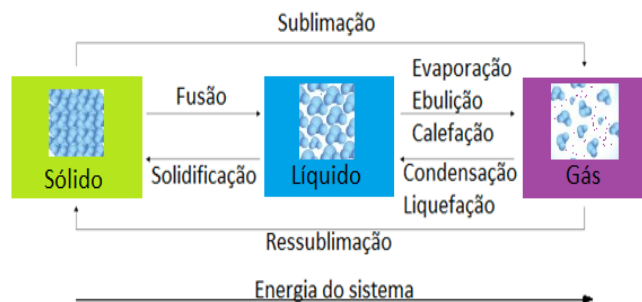 Sublimação
Evaporação
Fusão
Ebulição
Calefação
Sólido
Solidificação
Líquido
Condensação
Gás
Liquefação
Ressublimação
Energia do sistema